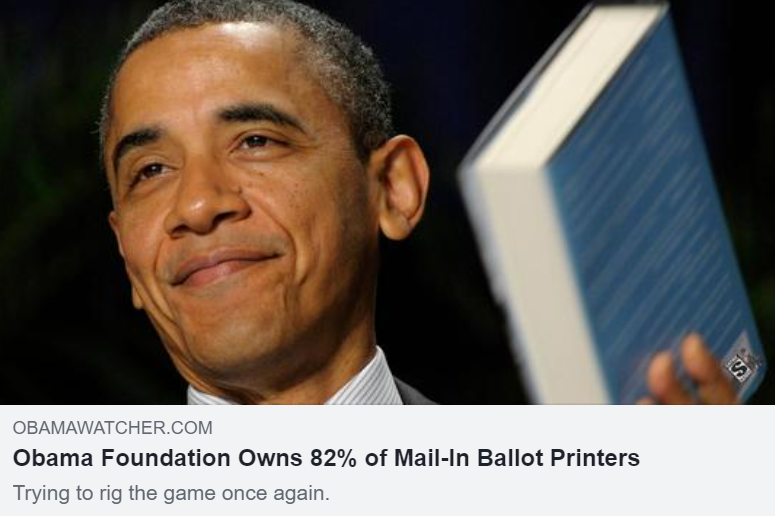 OBAMAWATCHER.COM
Obama Foundation Owns 82% of Mail-In Ballot Printers
Trying to rig the game once again.